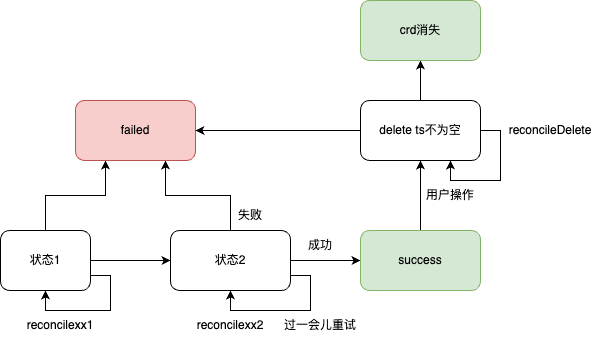 crd消失
failed
delete ts不为空
reconcileDelete
用户操作
失败
成功
状态1
状态2
success
reconcilexx1
reconcilexx2
过一会儿重试